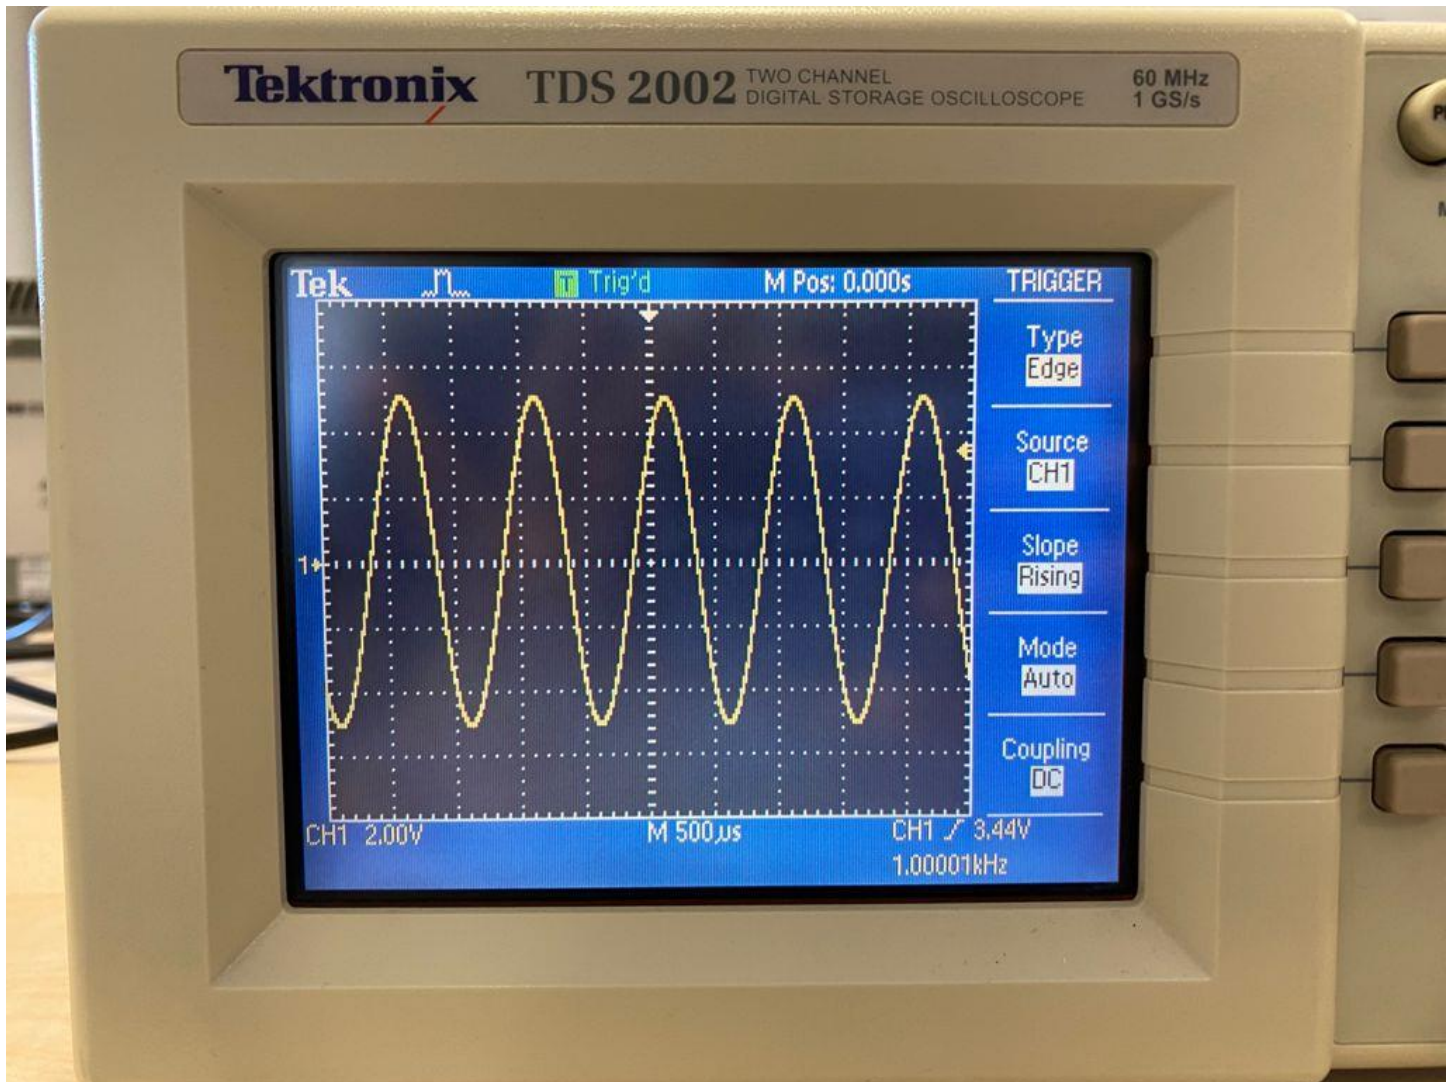 Tektronix TDS 2002 TWO CHANNEL
DIGITAL STORAGE OSCILLOSCOPE
60 MHz
1 GS/s
Tek
T Trig'd
M Pos: 0.000s
TRIGGER
Type
Edge
Source
CH1
Slope
Rising
Mode
Auto
Coupling
DC
1
CH1 2.00V
M 500µs
CH1 3.44V
1.00001kHz